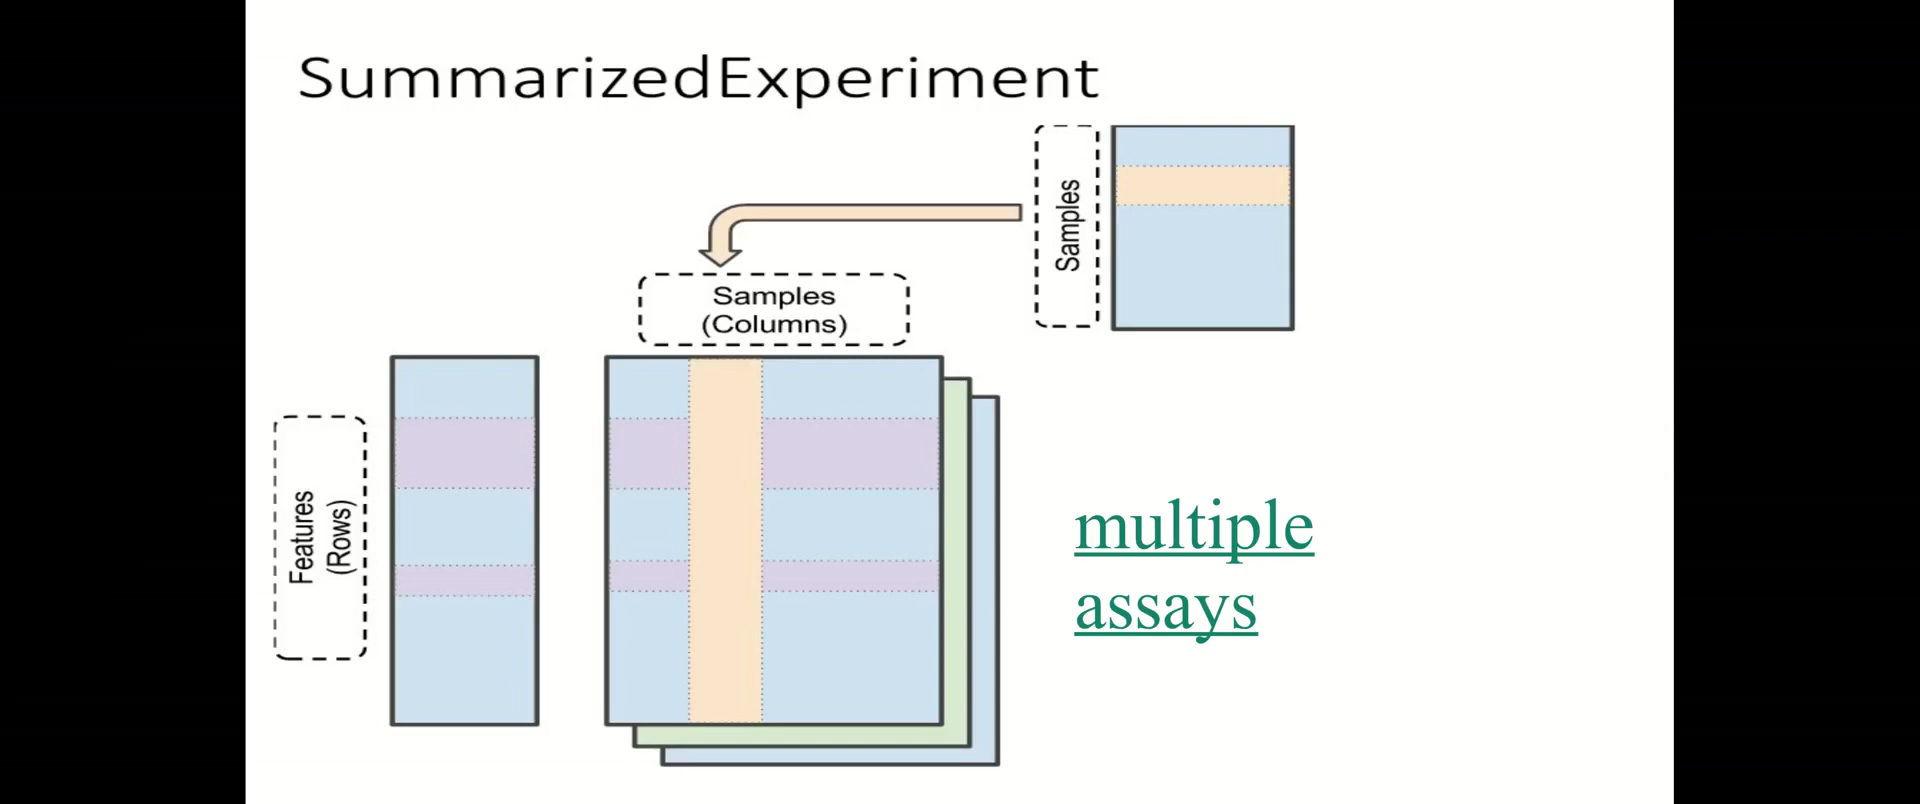 SummarizedExperiment
Samples
Samples
(Columns)
Features
(Rows)
multiple
assays